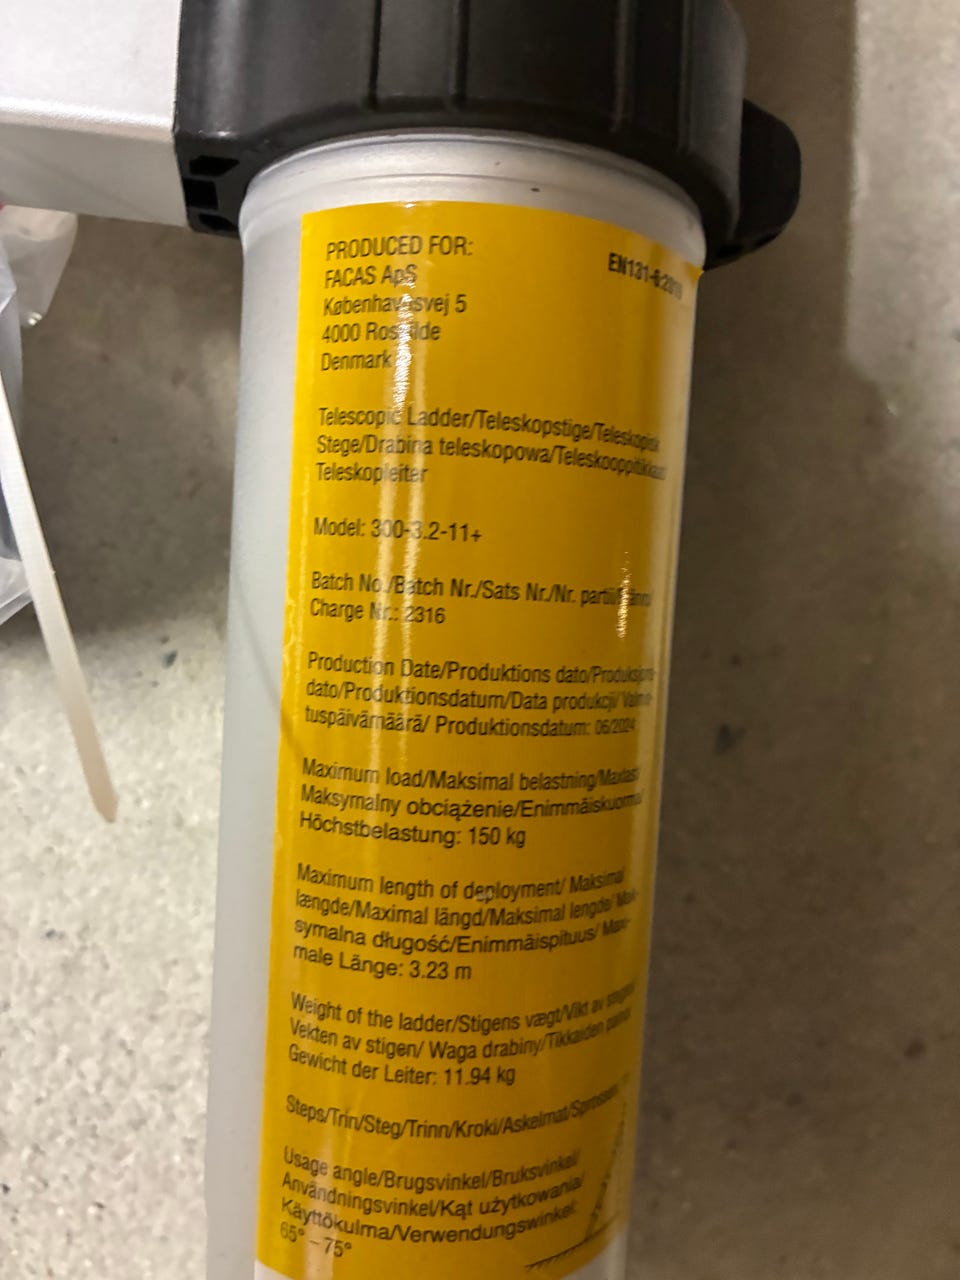 PRODUCED FOR:
FACAS ApS
Københavnsvej 5
4000 Roskilde
Denmark
EN131-6:2019
Telescopic Ladder/Teleskopstige/Teleskopisk
Stege/Drabina teleskopowa/Teleskooppitikkaat/
Teleskopleiter
Model: 300-3.2-11+
Batch No./Batch Nr./Sats Nr./Nr. partii/
Charge Nr.: 2316
Production Date/Produktions dato/Produksjons-
dato/Produktionsdatum/Data produkcji/ Valmis-
tuspäivämäärä/ Produktionsdatum: 06/2024
Maximum load/Maksimal belastning/Maxlast/
Maksymalny obciążenie/Enimmäiskuorma/
Höchstbelastung: 150 kg
Maximum length of deployment/ Maksimal
længde/Maximal längd/Maksimal lengde/ Mak-
symalna długość/Enimmäispituus/ Maxi-
male Länge: 3.23 m
Weight of the ladder/Stigens vægt/Vikt av stegen/
Vekten av stigen/ Waga drabiny/Tikkaiden paino/
Gewicht der Leiter: 11.94 kg
Steps/Trin/Steg/Trinn/Kroki/Askelmat/Sprossen:
Usage angle/Brugsvinkel/Bruksvinkel/
Användningsvinkel/Kąt użytkowania/
Käyttökulma/Verwendungswinkel:
65° – 75°